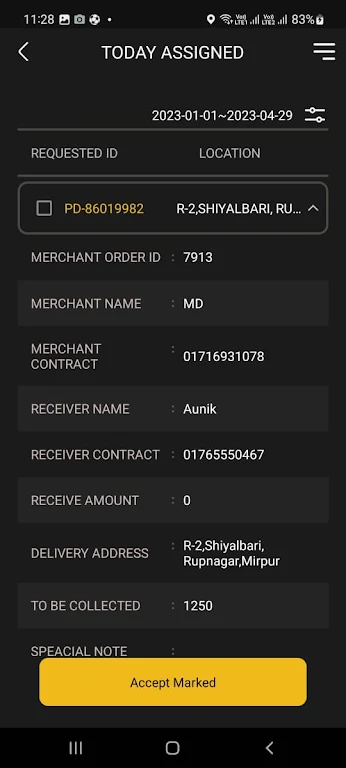 11:28 83%
TODAY ASSIGNED
2023-01-01~2023-04-29
REQUESTED ID LOCATION
PD-86019982 R-2,SHIYALBARI, RU...
MERCHANT ORDER ID : 7913
MERCHANT NAME : MD
MERCHANT
CONTRACT : 01716931078
RECEIVER NAME : Aunik
RECEIVER CONTRACT : 01765550467
RECEIVE AMOUNT : 0
DELIVERY ADDRESS : R-2,Shiyalbari,
Rupnagar,Mirpur
TO BE COLLECTED : 1250
SPEACIAL NOTE :
Accept Marked